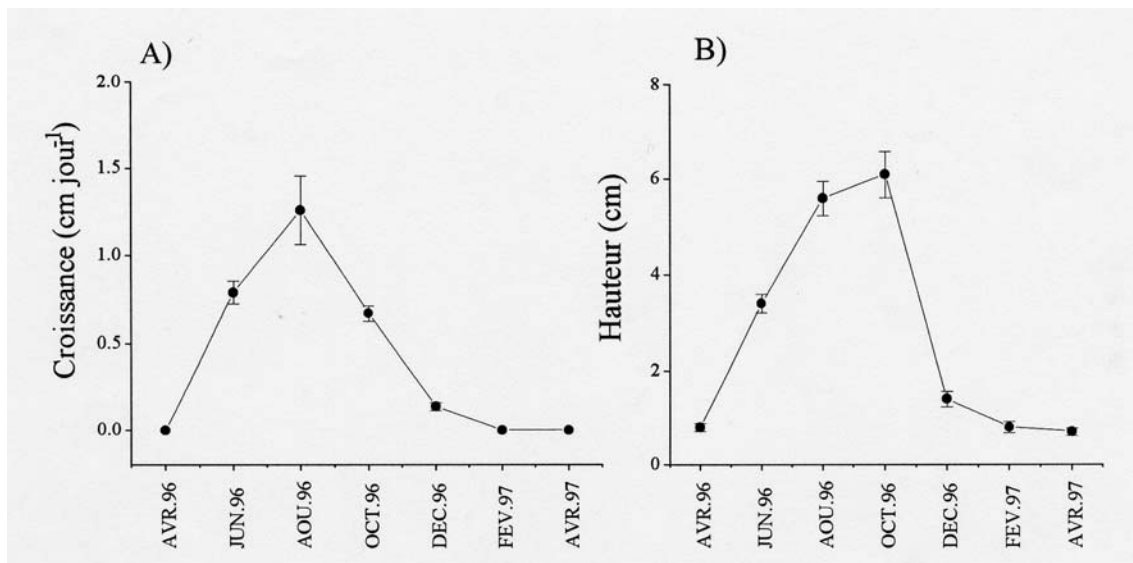 A)
Croissance (cm jour-1)
2.0
1.5
1.0
0.5
0.0
AVR.96
JUN.96
AOU.96
OCT.96
DEC.96
FEV.97
AVR.97
B)
Hauteur (cm)
8
6
4
2
0
AVR.96
JUN.96
AOU.96
OCT.96
DEC.96
FEV.97
AVR.97